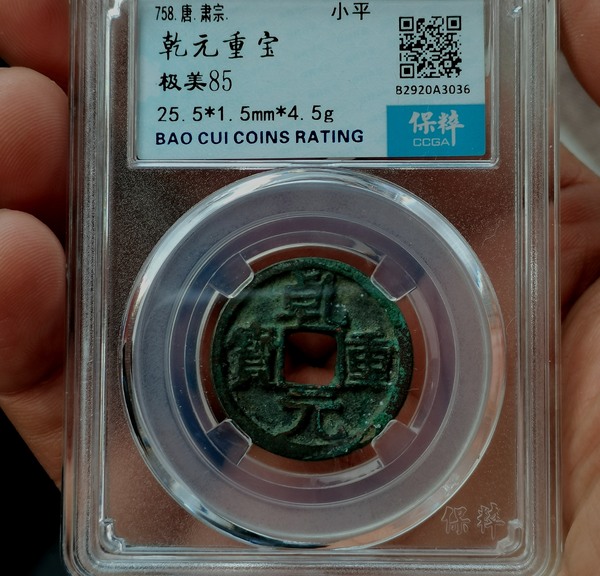 758.唐.肃宗.
小平
乾元重宝
极美85
25.5*1.5mm*4.5g
BAO CUI COINS RATING
B2920A3036
保粹
CCGA
乾
元
重
寶
保粹